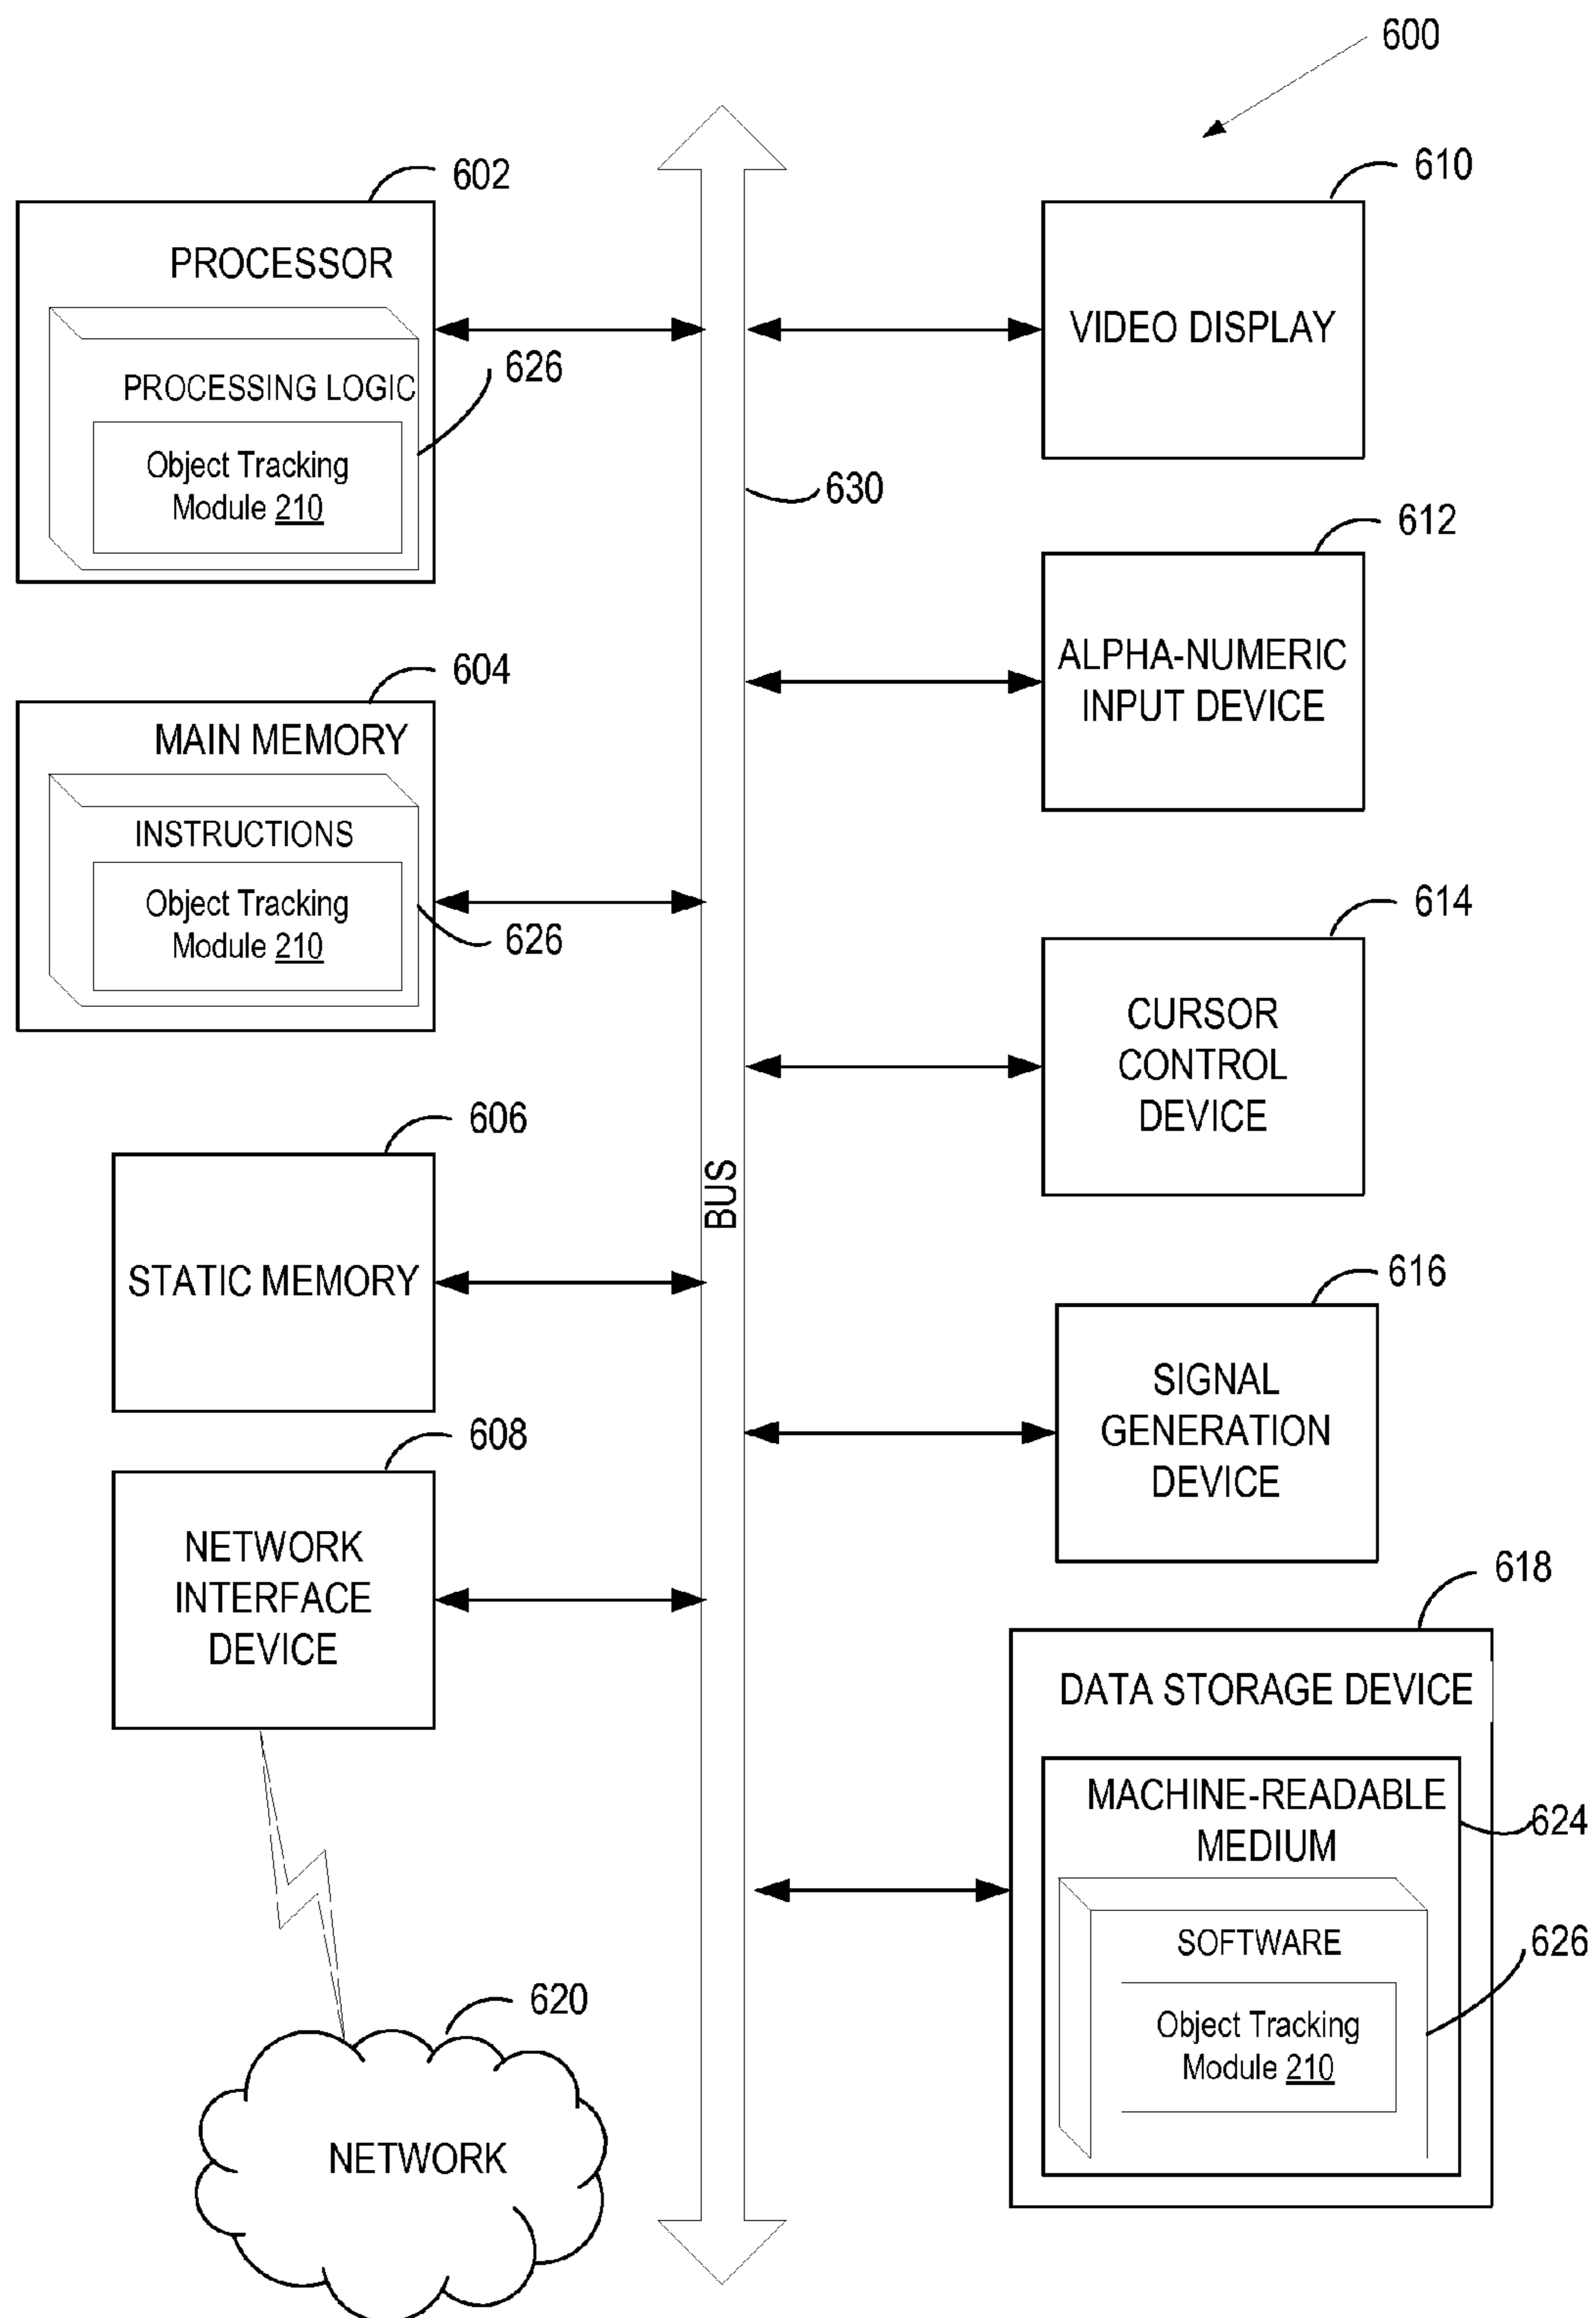 600
602
PROCESSOR
PROCESSING LOGIC
626
Object Tracking
Module 210
604
MAIN MEMORY
INSTRUCTIONS
Object Tracking
Module 210
626
606
STATIC MEMORY
608
NETWORK
INTERFACE
DEVICE
620
NETWORK
BUS
630
610
VIDEO DISPLAY
612
ALPHA-NUMERIC
INPUT DEVICE
614
CURSOR
CONTROL
DEVICE
616
SIGNAL
GENERATION
DEVICE
618
DATA STORAGE DEVICE
MACHINE-READABLE
MEDIUM
624
SOFTWARE
626
Object Tracking
Module 210